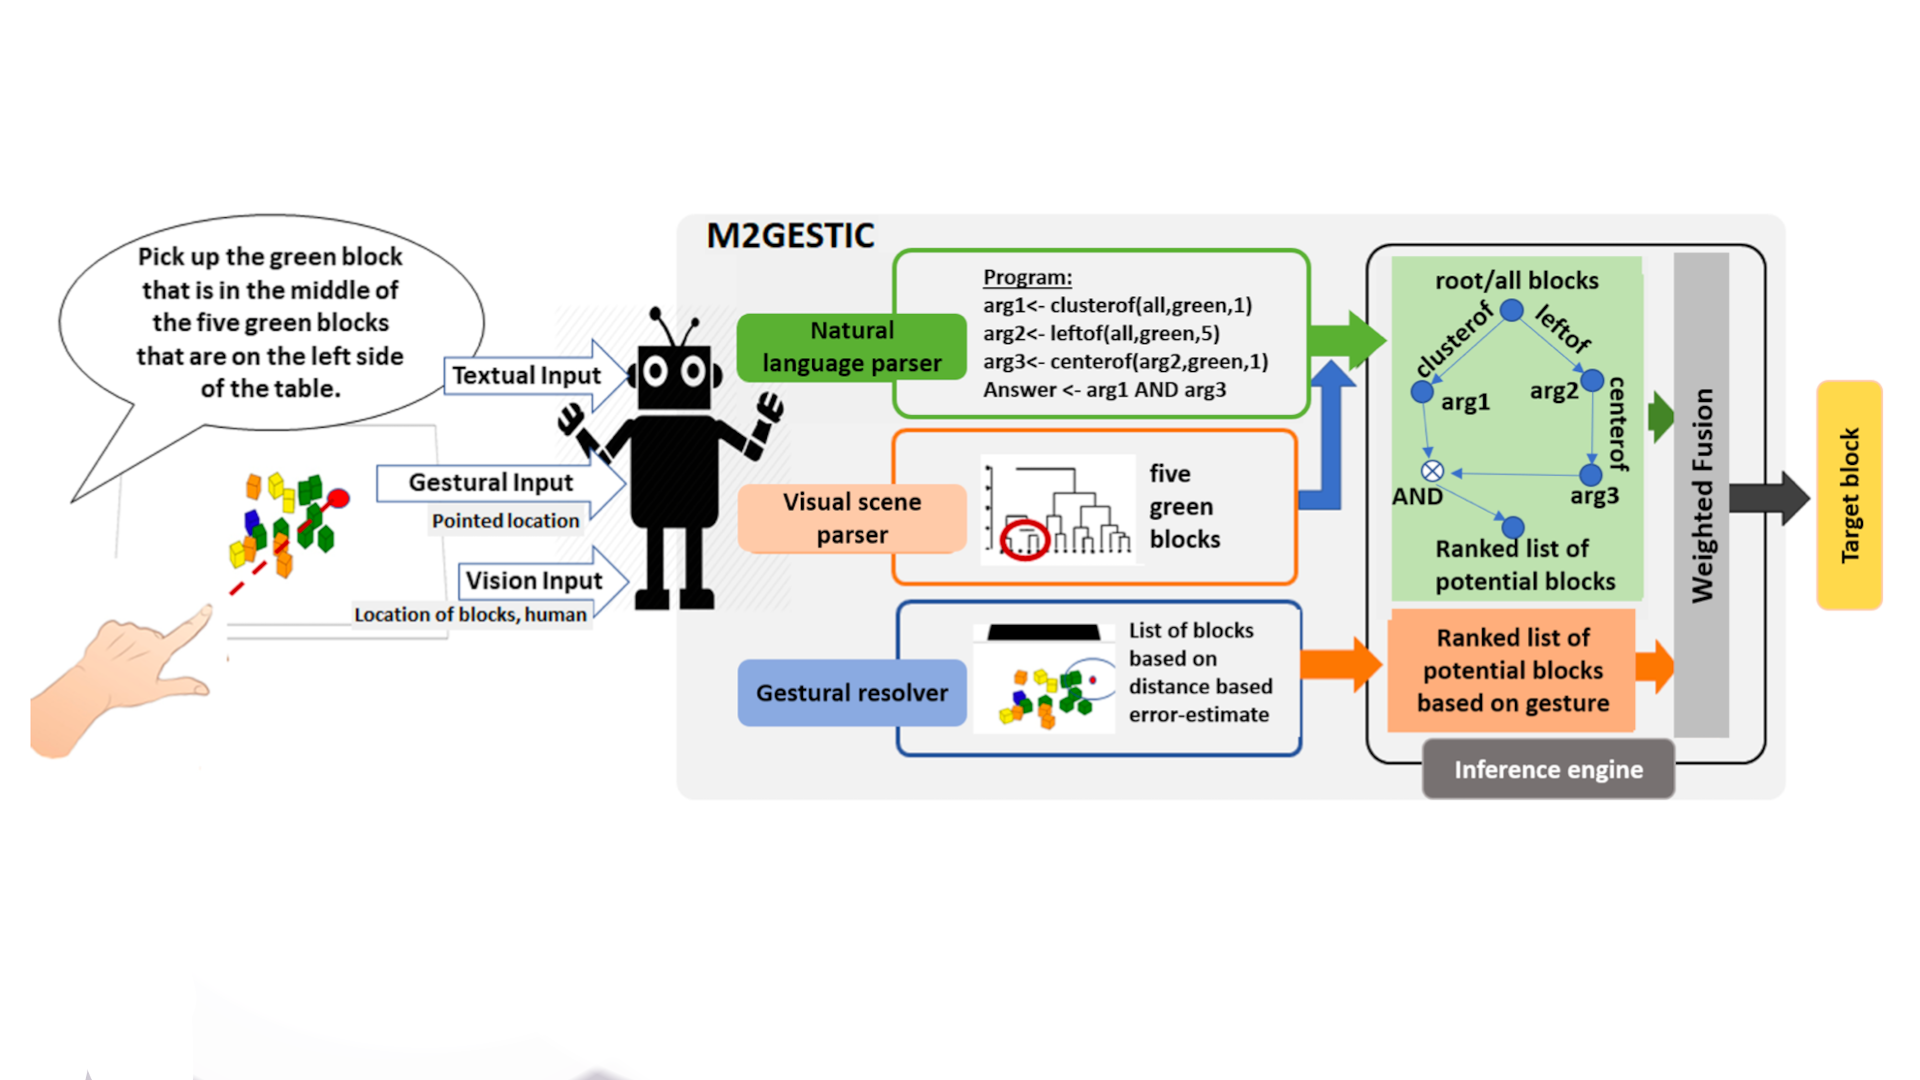 Pick up the green block
that is in the middle of
the five green blocks
that are on the left side
of the table.
Textual Input
Gestural Input
Pointed location
Vision Input
Location of blocks, human
M2GESTIC
Natural
language parser
Program:
arg1<- clusterof(all,green,1)
arg2<- leftof(all,green,5)
arg3<- centerof(arg2,green,1)
Answer <- arg1 AND arg3
Visual scene
parser
five
green
blocks
Gestural resolver
List of blocks
based on
distance based
error-estimate
root/all blocks
clusterof
leftof
arg1
arg2
centerof
AND
arg3
Ranked list of
potential blocks
Ranked list of
potential blocks
based on gesture
Weighted Fusion
Inference engine
Target block